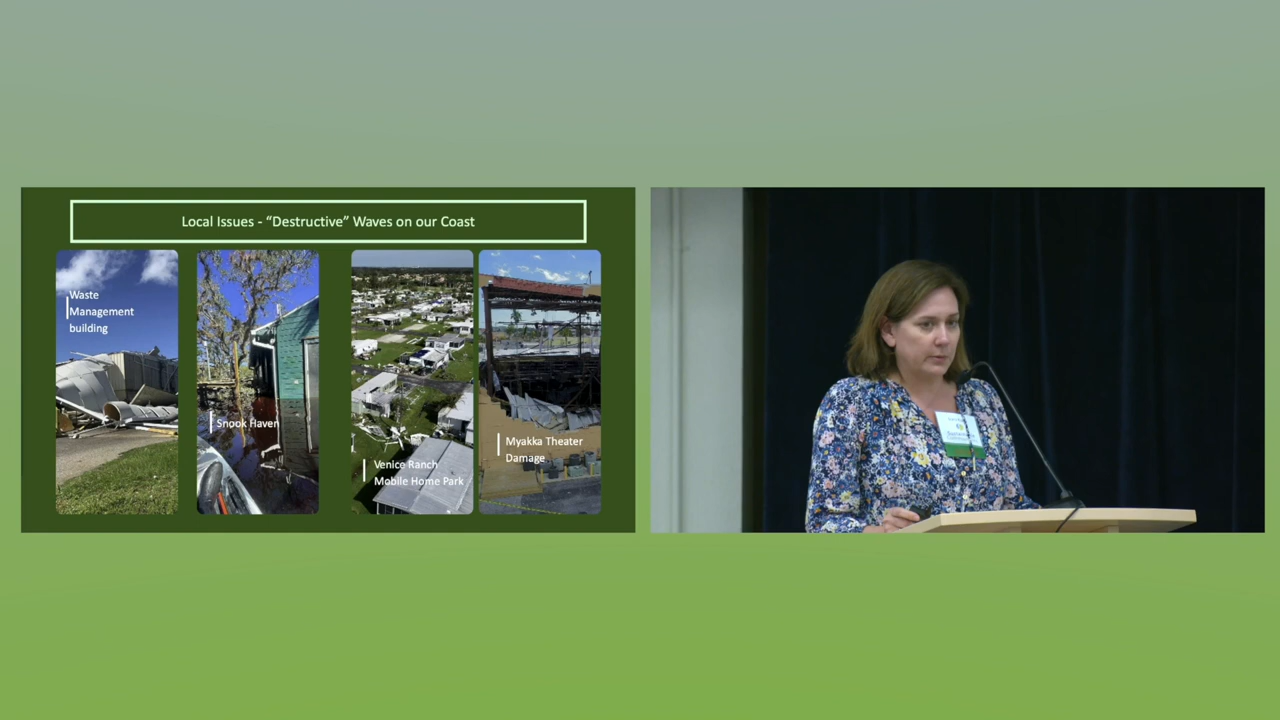 Local Issues - “Destructive” Waves on our Coast
Waste
Management
building
Snook Haven
Venice Ranch
Mobile Home Park
Myakka Theater
Damage